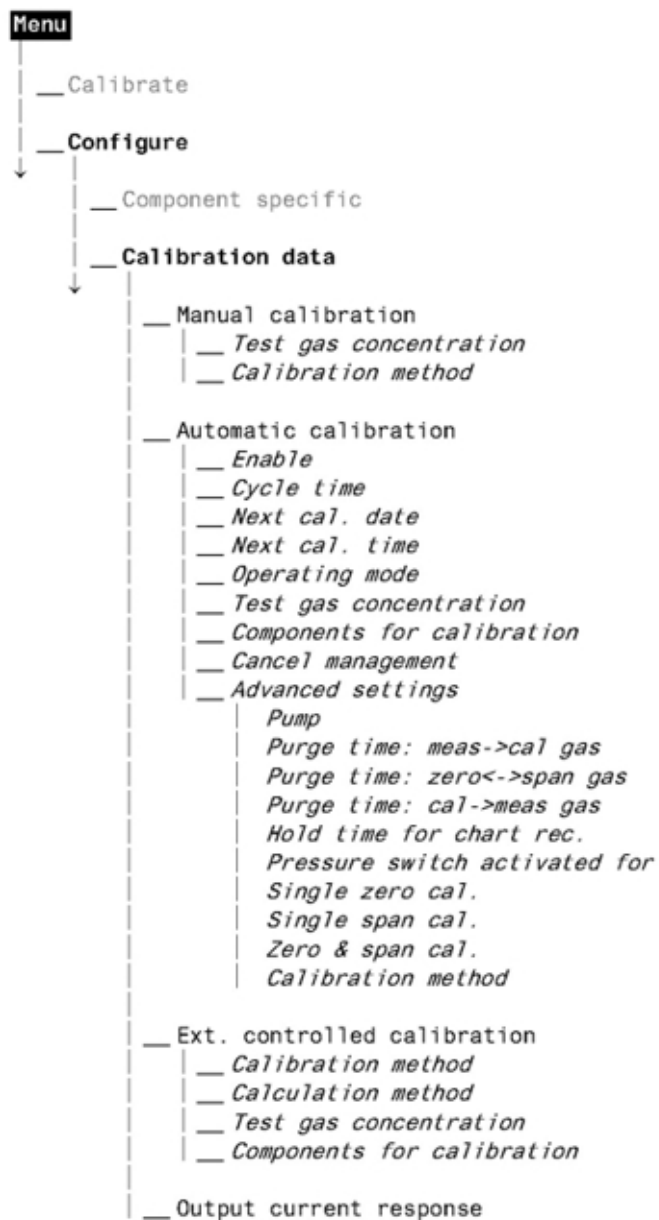 Menu
Calibrate
Configure
Component specific
Calibration data
Manual calibration
Test gas concentration
Calibration method
Automatic calibration
Enable
Cycle time
Next cal. date
Next cal. time
Operating mode
Test gas concentration
Components for calibration
Cancel management
Advanced settings
Pump
Purge time: meas->cal gas
Purge time: zero<->span gas
Purge time: cal->meas gas
Hold time for chart rec.
Pressure switch activated for
Single zero cal.
Single span cal.
Zero & span cal.
Calibration method
Ext. controlled calibration
Calibration method
Calculation method
Test gas concentration
Components for calibration
Output current response